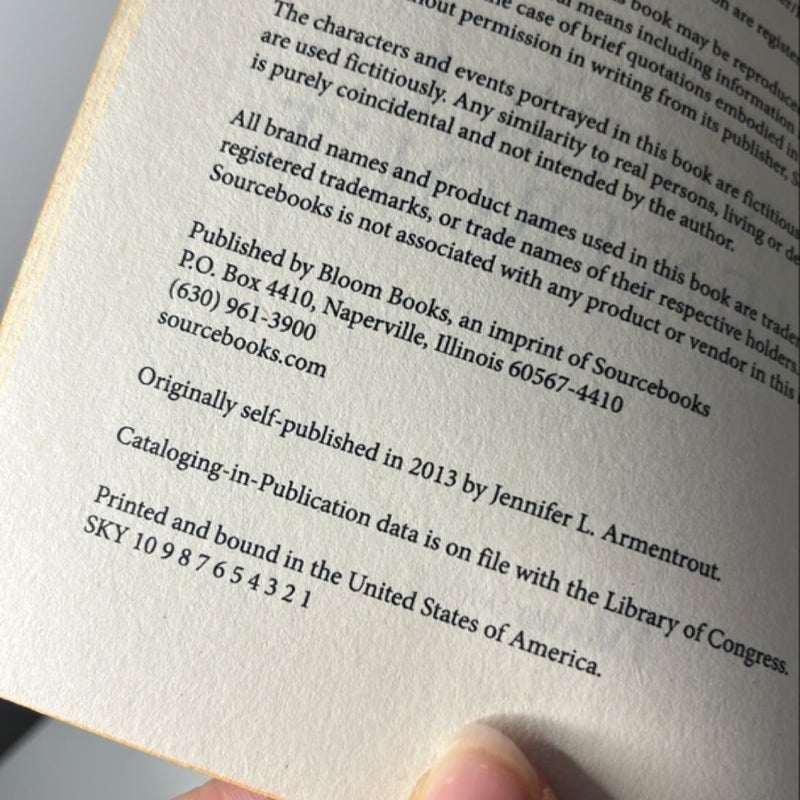 on are registe
book may be reproduce
means including information
e case of brief quotations embodied in
out permission in writing from its publisher, S
The characters and events portrayed in this book are fictitious
are used fictitiously. Any similarity to real persons, living or de
is purely coincidental and not intended by the author.
All brand names and product names used in this book are trade
registered trademarks, or trade names of their respective holders.
Sourcebooks is not associated with any product or vendor in this
Published by Bloom Books, an imprint of Sourcebooks
P.O. Box 4410, Naperville, Illinois 60567-4410
(630) 961-3900
sourcebooks.com
Originally self-published in 2013 by Jennifer L. Armentrout.
Cataloging-in-Publication data is on file with the Library of Congress.
Printed and bound in the United States of America.
SKY 10 9 8 7 6 5 4 3 2 1